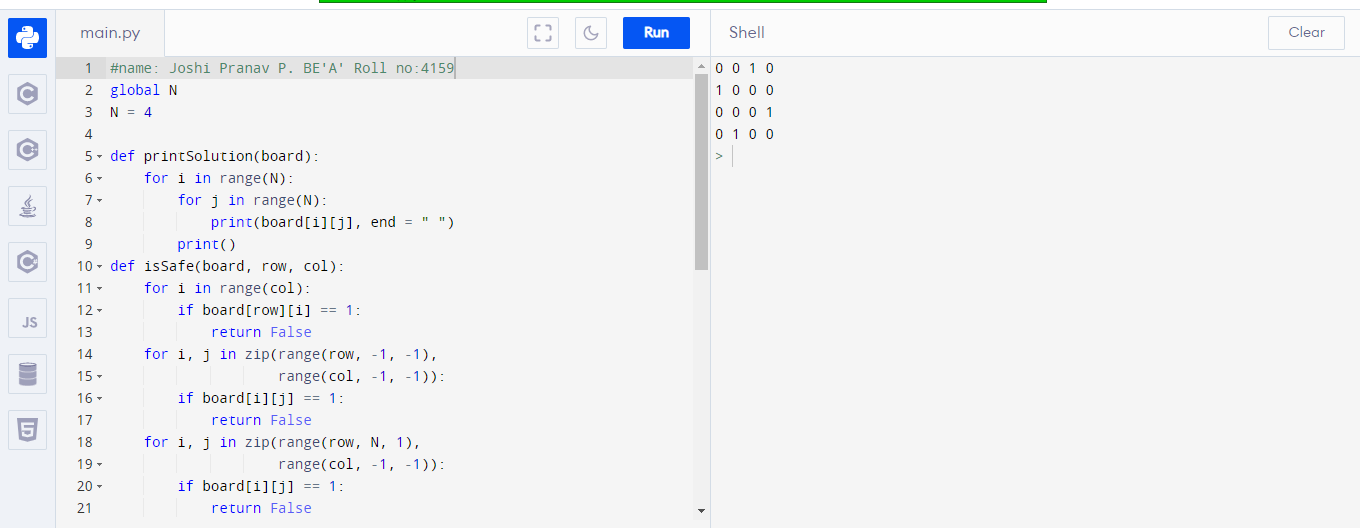 main.py
Run
Shell
Clear
1 #name: Joshi Pranav P. BE'A' Roll no:4159
2 global N
3 N = 4
4
5 def printSolution(board):
6     for i in range(N):
7         for j in range(N):
8             print(board[i][j], end = " ")
9         print()
10 def isSafe(board, row, col):
11     for i in range(col):
12         if board[row][i] == 1:
13             return False
14     for i, j in zip(range(row, -1, -1),
15                     range(col, -1, -1)):
16         if board[i][j] == 1:
17             return False
18     for i, j in zip(range(row, N, 1),
19                     range(col, -1, -1)):
20         if board[i][j] == 1:
21             return False
0 0 1 0
1 0 0 0
0 0 0 1
0 1 0 0
>
JS